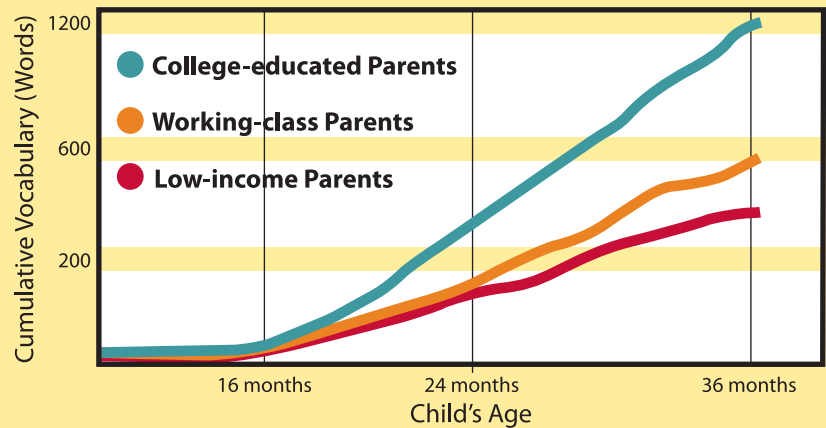 Cumulative Vocabulary (Words)
1200
600
200
College-educated Parents
Working-class Parents
Low-income Parents
16 months
24 months
36 months
Child's Age